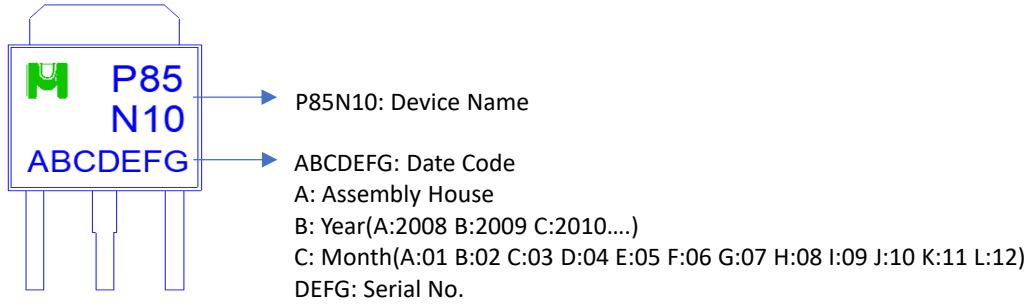 P85
N10
ABCDEFG
P85N10: Device Name
ABCDEFG: Date Code
A: Assembly House
B: Year(A:2008 B:2009 C:2010....)
C: Month(A:01 B:02 C:03 D:04 E:05 F:06 G:07 H:08 I:09 J:10 K:11 L:12)
DEFG: Serial No.